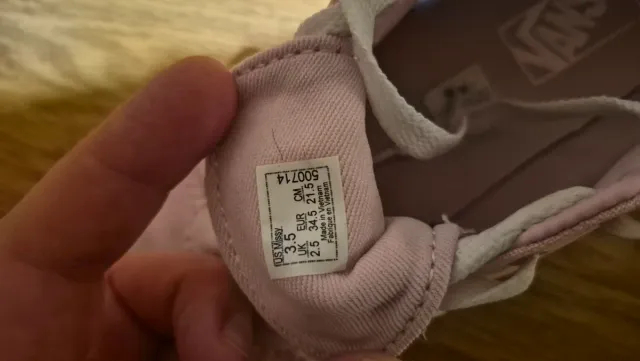 VANS
500714
US Missy
3.5
UK EUR CM
2.5 34.5 21.5
Made in Vietnam
Fabriqué en Vietnam